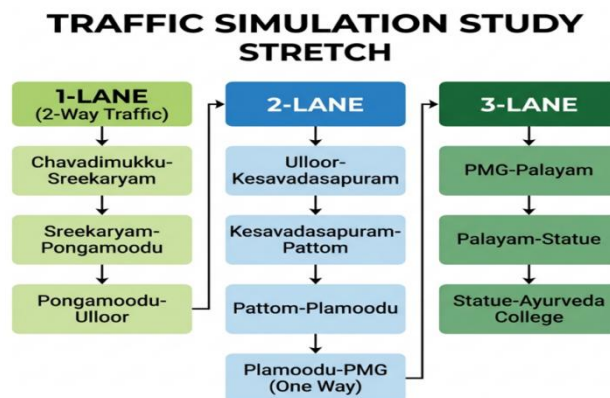 TRAFFIC SIMULATION STUDY
STRETCH
1-LANE
(2-Way Traffic)
Chavadimukku-
Sreekaryam
Sreekaryam-
Pongamoodu
Pongamoodu-
Ulloor
2-LANE
Ulloor-
Kesavadasapuram
Kesavadasapuram-
Pattom
Pattom-Plamoodu
Plamoodu-PMG
(One Way)
3-LANE
PMG-Palayam
Palayam-Statue
Statue-Ayurveda
College